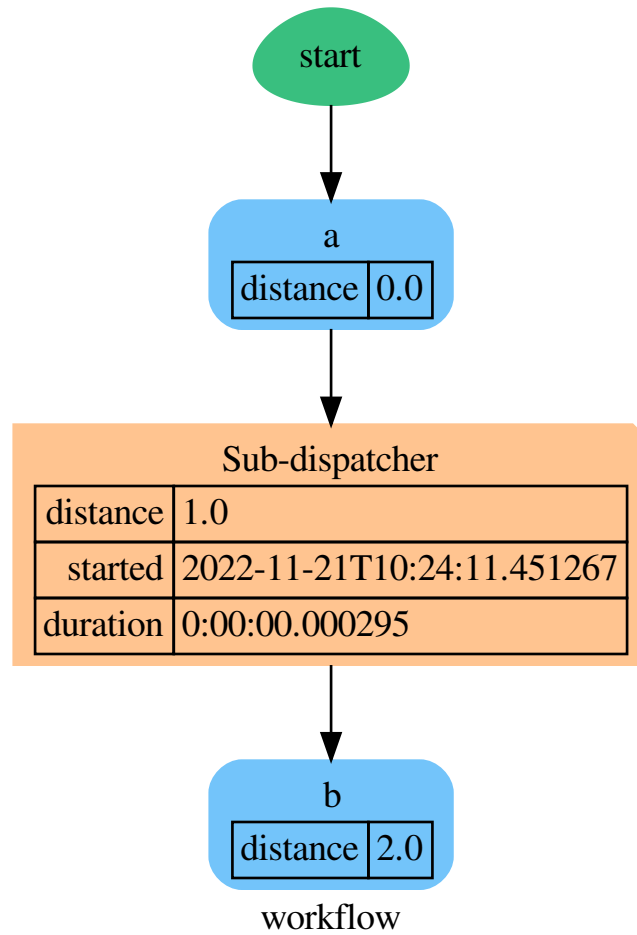 start
a
distance 0.0
Sub-dispatcher
distance 1.0
started 2022-11-21T10:24:11.451267
duration 0:00:00.000295
b
distance 2.0
workflow